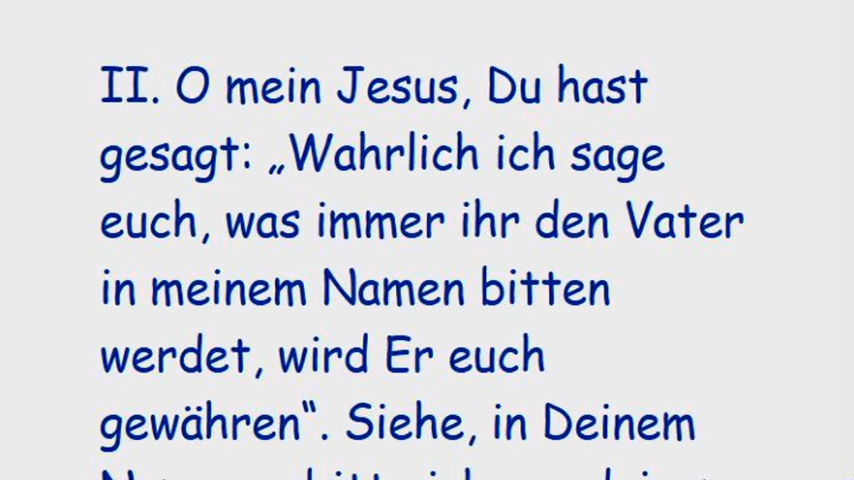 II. O mein Jesus, Du hast
gesagt: „Wahrlich ich sage
euch, was immer ihr den Vater
in meinem Namen bitten
werdet, wird Er euch
gewähren“. Siehe, in Deinem